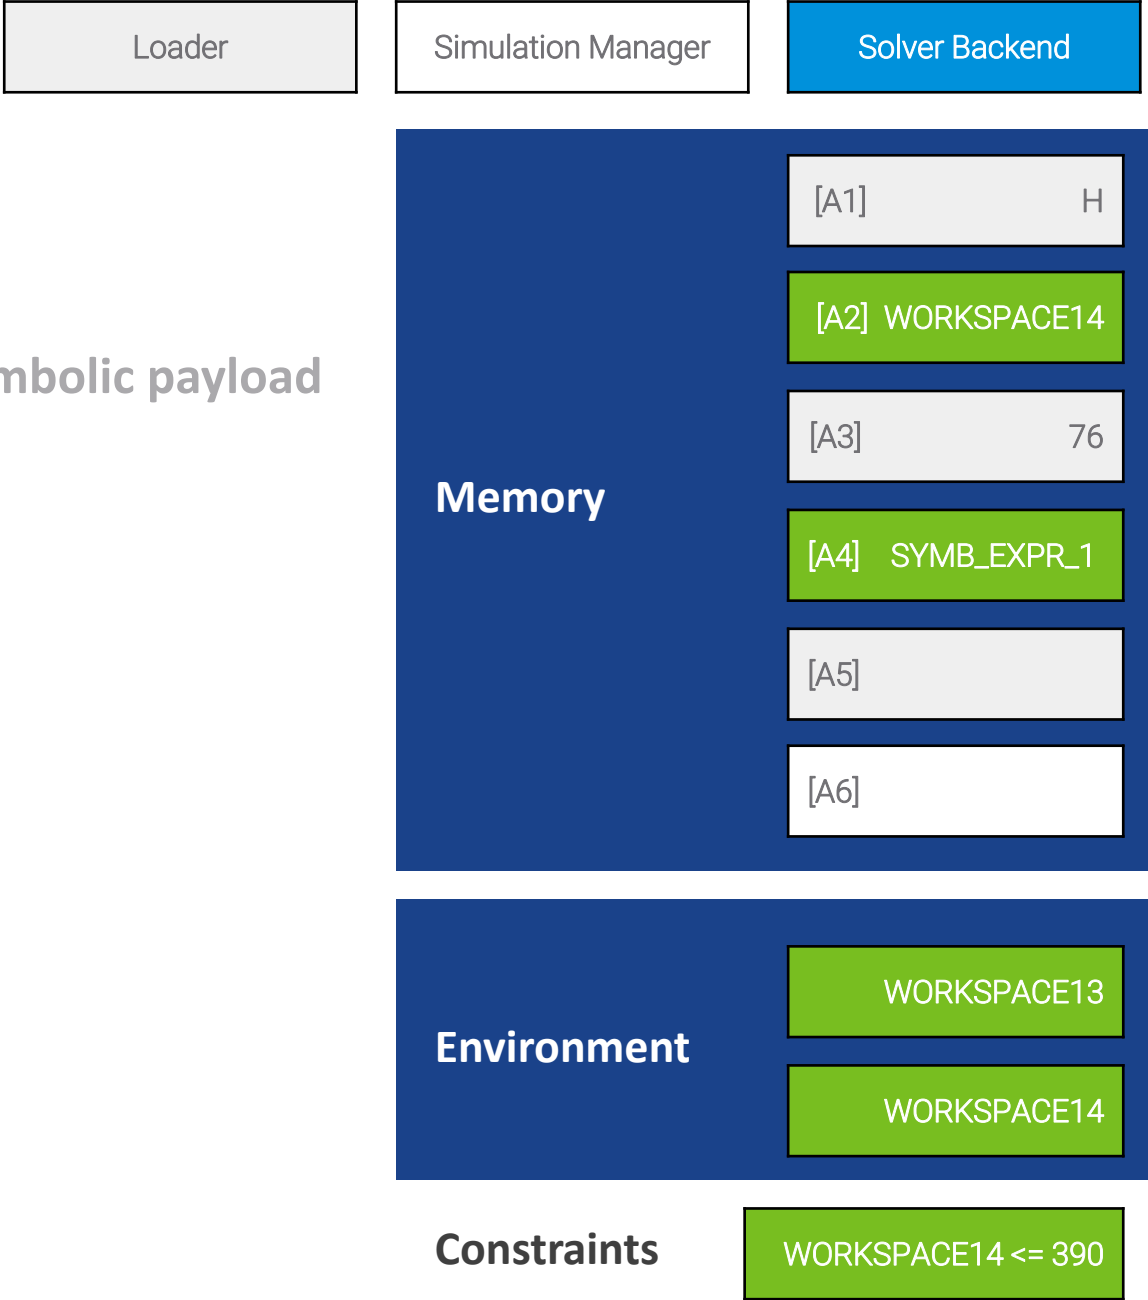 Loader
Simulation Manager
Solver Backend
[A1] H
[A2] WORKSPACE14
mbolic payload
[A3] 76
Memory
[A4] SYMB_EXPR_1
[A5]
[A6]
WORKSPACE13
Environment
WORKSPACE14
Constraints
WORKSPACE14 <= 390